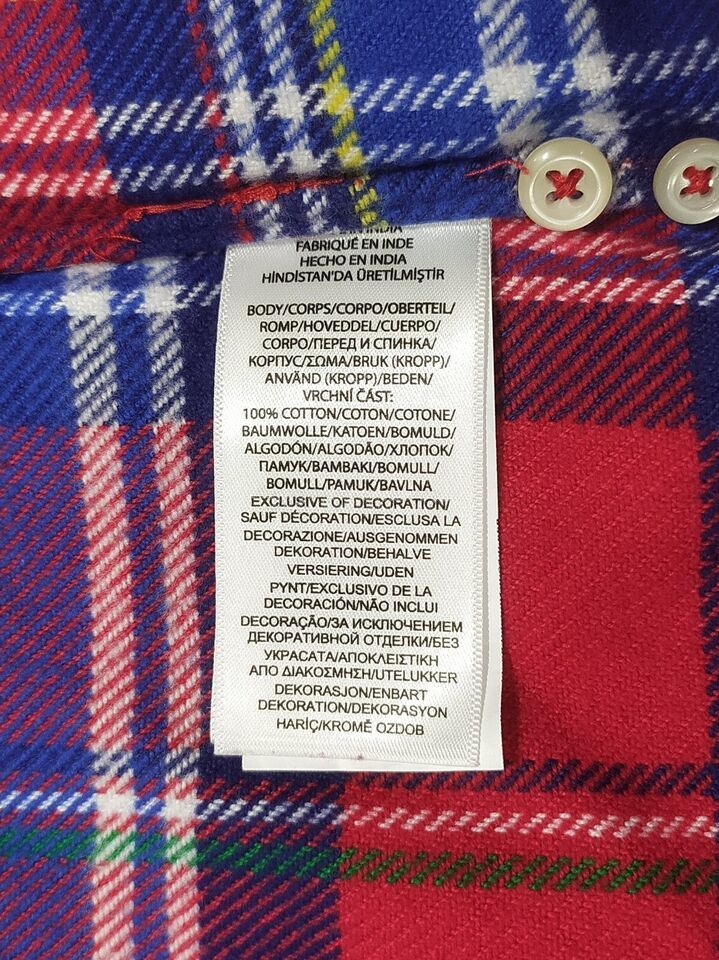 FABRIQUÉ EN INDE
HECHO EN INDIA
HİNDİSTAN'DA ÜRETİLMİŞTİR
BODY/CORPS/CORPO/OBERTEIL/
ROMP/HOVEDDEL/CUERPO/
CORPO/ПЕРЕД И СПИНКА/
КОРПУС/ΣΩΜΑ/BRUK (KROPP)/
ANVÄND (KROPP)/BEDEN/
VRCHNÍ ČÁST:
100% COTTON/COTON/COTONE/
BAUMWOLLE/KATOEN/BOMULD/
ALGODÓN/ALGODÃO/ХЛОПОК/
ПАМУК/ΒΑΜΒΑΚΙ/BOMULL/
BOMULL/PAMUK/BAVLNA
EXCLUSIVE OF DECORATION/
SAUF DÉCORATION/ESCLUSA LA
DECORAZIONE/AUSGENOMMEN
DEKORATION/BEHALVE
VERSIERING/UDEN
PYNT/EXCLUSIVO DE LA
DECORACIÓN/NÃO INCLUI
DECORAÇÃO/ЗА ИСКЛЮЧЕНИЕМ
ДЕКОРАТИВНОЙ ОТДЕЛКИ/БЕЗ
УКРАСАТА/ΑΠΟΚΛΕΙΣΤΙΚΗ
ΑΠΟ ΔΙΑΚΟΣΜΗΣΗ/UTELUKKER
DEKORASJON/ENBART
DEKORATION/DEKORASYON
HARİÇ/KROMĚ OZDOB